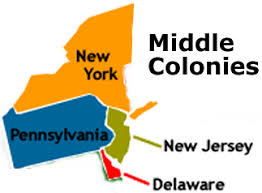 Middle
Colonies
New
York
Pennsylvania
New Jersey
Delaware